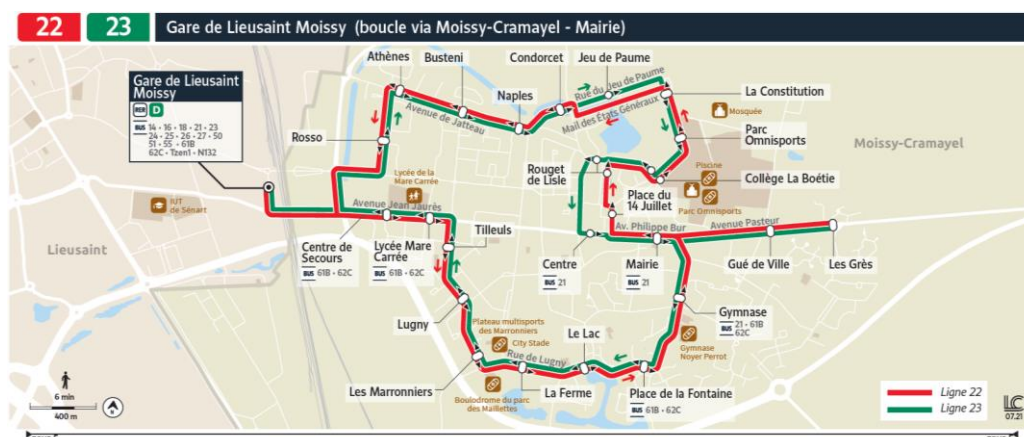 22 23 Gare de Lieusaint Moissy (boucle via Moissy-Cramayel - Mairie)
Athènes
Busteni
Condorcet
Jeu de Paume
Gare de Lieusaint
Moissy
RER D
BUS 14 • 16 • 18 • 21 • 23
24 • 25 • 26 • 27 • 50
51 • 55 • 61B
62C • Tzen1 • N132
Rosso
Avenue de Jatteau
Naples
Rue du Jeu de Paume
Mail des États Généraux
La Constitution
Mosquée
Parc
Omnisports
Moissy-Cramayel
Lycée de la
Mare Carrée
Rouget
de Lisle
Piscine
Collège La Boétie
IUT
de Sénart
Avenue Jean Jaurès
Place du
14 Juillet
Parc Omnisports
Lieusaint
Centre de
Secours
BUS 61B • 62C
Lycée Mare
Carrée
BUS 61B • 62C
Tilleuls
Av. Philippe Bur
Avenue Pasteur
Centre
BUS 21
Mairie
BUS 21
Gué de Ville
Les Grès
Lugny
Plateau multisports
des Marronniers
City Stade
Le Lac
Gymnase
BUS 21 • 61B
62C
Gymnase
Noyer Perrot
Rue de Lugny
Les Marronniers
La Ferme
Place de la Fontaine
BUS 61B • 62C
Boulodrome du parc
des Maillettes
6 min
400 m
Ligne 22
Ligne 23
LC
07.21